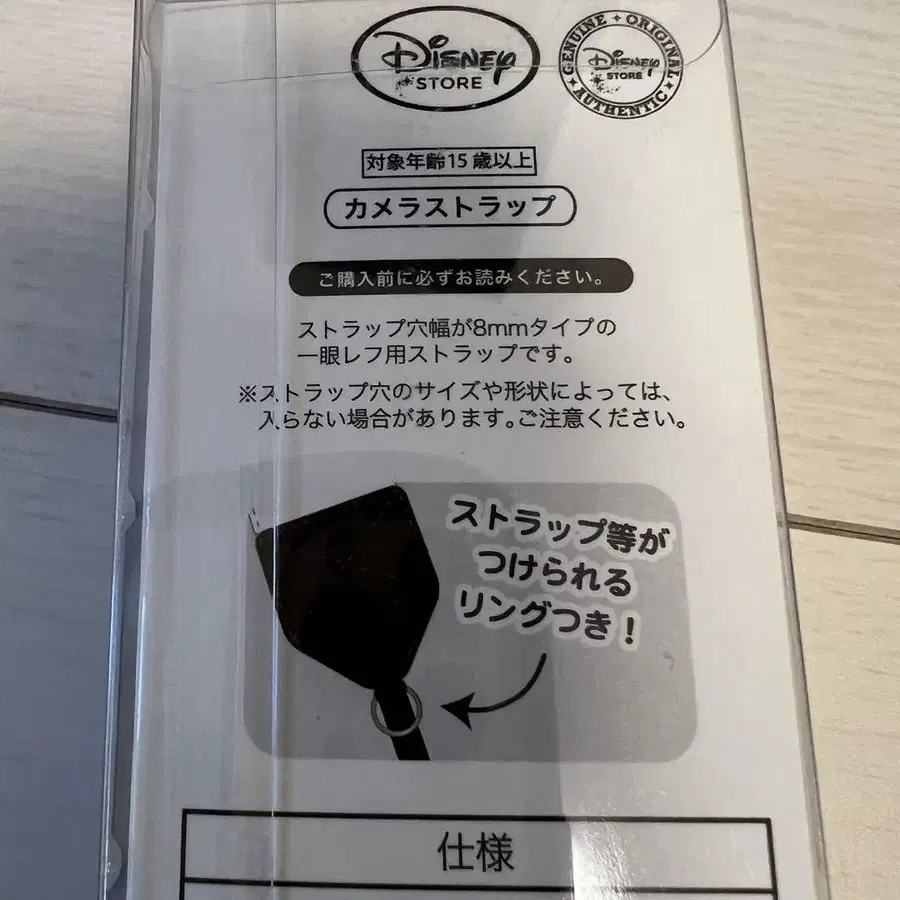 Disney
STORE
GENUINE ORIGINAL
Disney
STORE
AUTHENTIC
対象年齢15歳以上
カメラストラップ
ご購入前に必ずお読みください。
ストラップ穴幅が8mmタイプの
一眼レフ用ストラップです。
※ストラップ穴のサイズや形状によっては、
入らない場合があります。ご注意ください。
ストラップ等が
つけられる
リングつき!
仕様